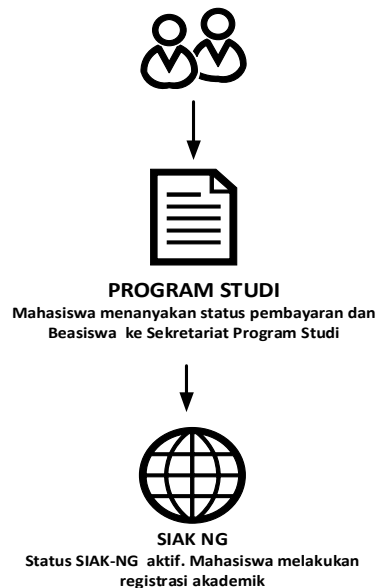 PROGRAM STUDI
Mahasiswa menanyakan status pembayaran dan
Beasiswa ke Sekretariat Program Studi
SIAK NG
Status SIAK-NG aktif. Mahasiswa melakukan
registrasi akademik